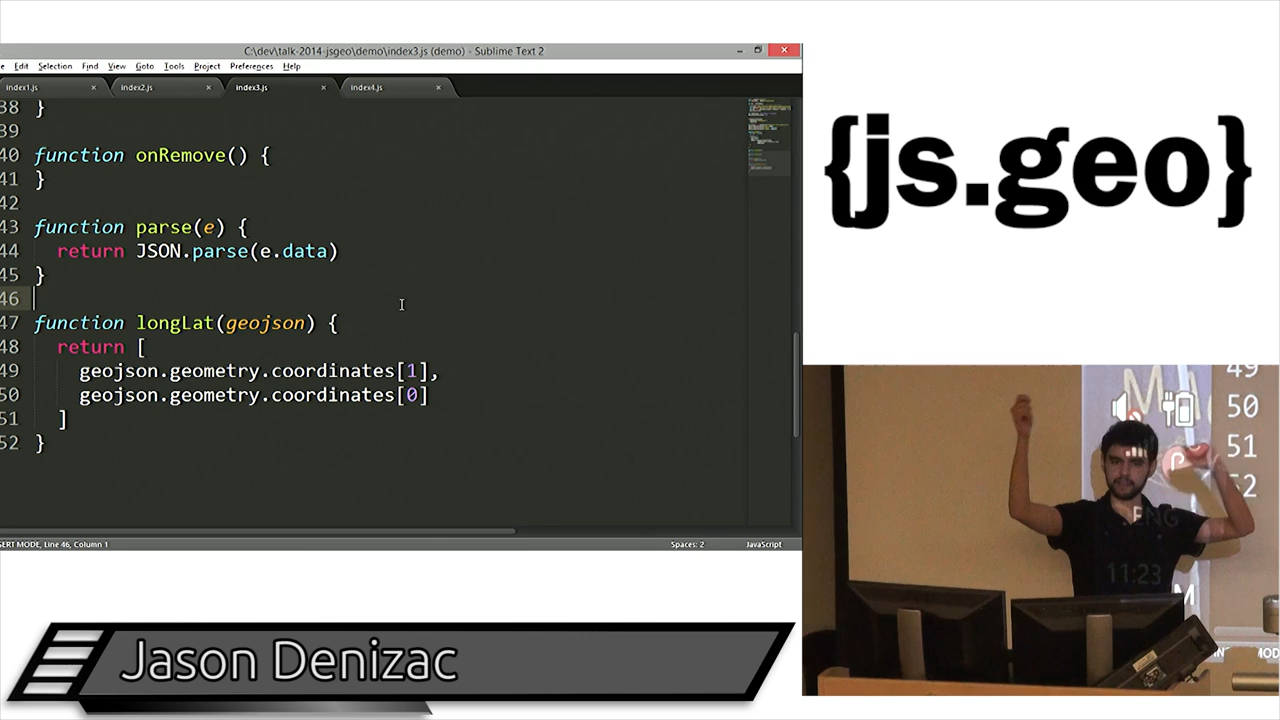 C:\dev\talk-2014-jsgeo\demo\index3.js (demo) - Sublime Text 2
Edit Selection Find View Goto Tools Project Preferences Help
index1.js index2.js index3.js index4.js
38 }
39
40 function onRemove() {
41 }
42
43 function parse(e) {
44   return JSON.parse(e.data)
45 }
46
47 function longLat(geojson) {
48   return [
49     geojson.geometry.coordinates[1],
50     geojson.geometry.coordinates[0]
51   ]
52 }
SERT MODE, Line 46, Column 1 Spaces: 2 JavaScript
{js.geo}
49
50
51
52
ENG
11:23
Jason Denizac